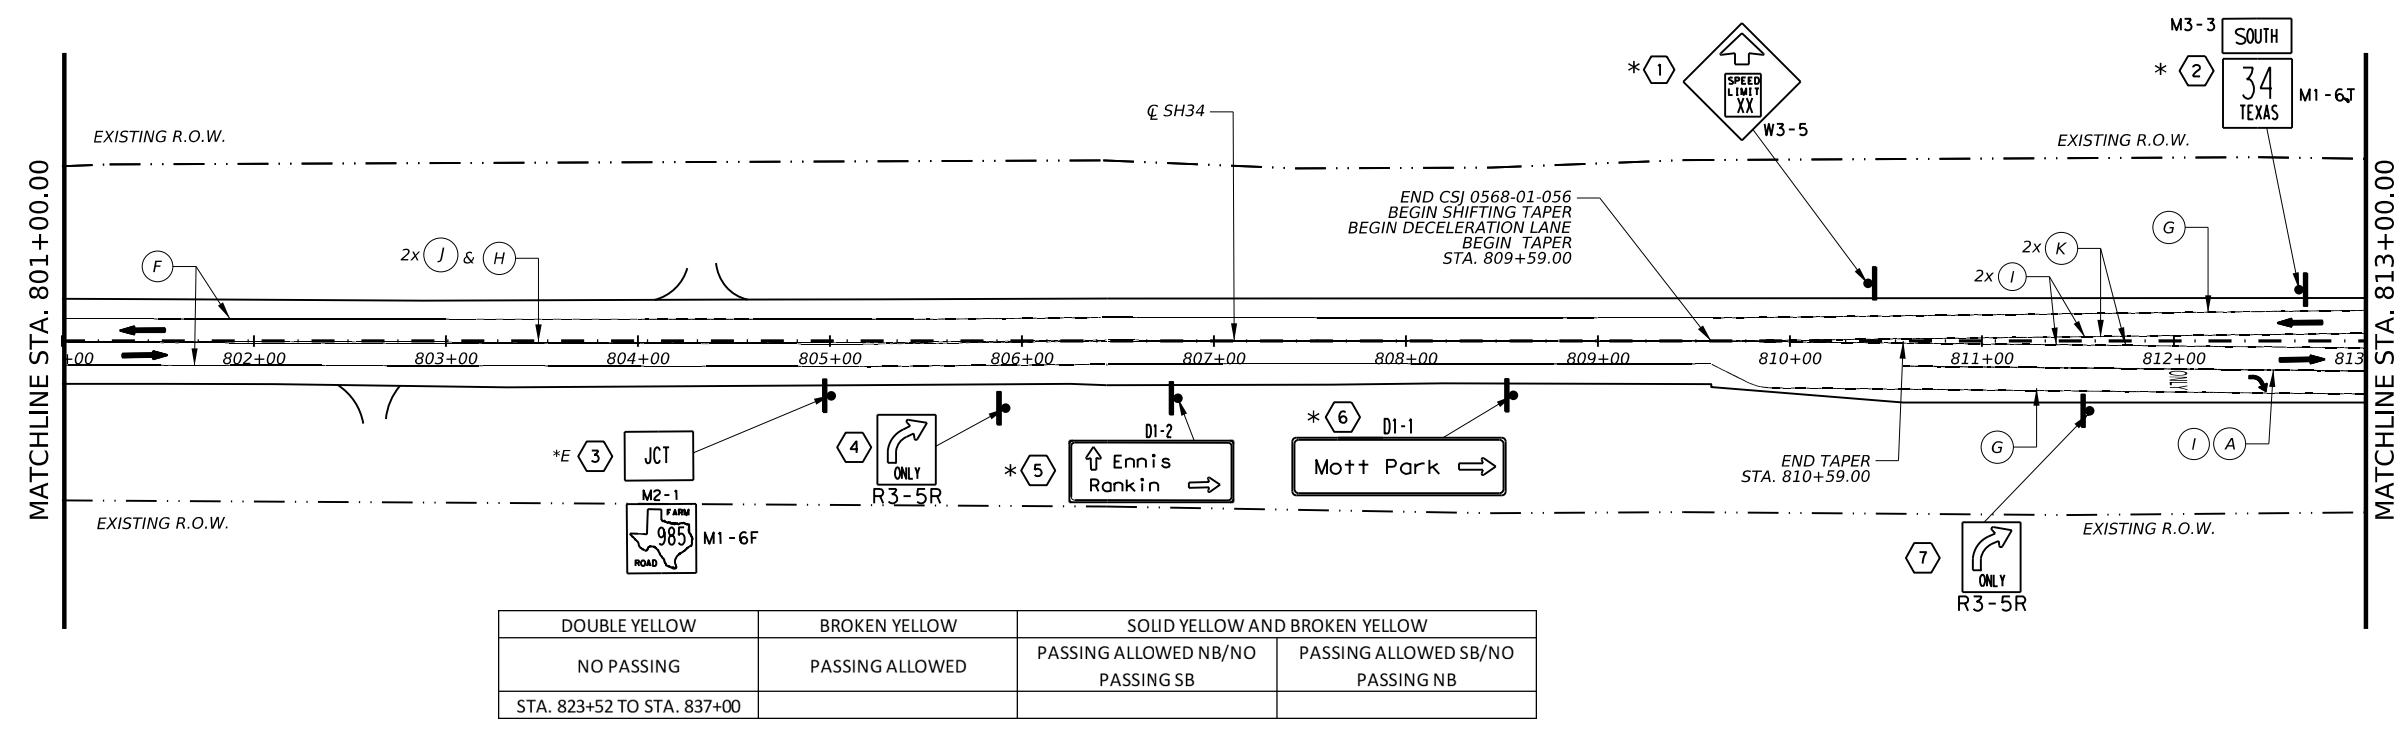 M3-3
SOUTH
* 1
SPEED
LIMIT
XX
W3-5
* 2
34
TEXAS
M1-6T
℄ SH34
EXISTING R.O.W.
EXISTING R.O.W.
MATCHLINE STA. 801+00.00
MATCHLINE STA. 813+00.00
END CSJ 0568-01-056
BEGIN SHIFTING TAPER
BEGIN DECELERATION LANE
BEGIN TAPER
STA. 809+59.00
F
2x J & H
G
2x K
2x I
+00 802+00 803+00 804+00 805+00 806+00 807+00 808+00 809+00 810+00 811+00 812+00 813
ONLY
*E 3
JCT
M2-1
FARM
985
ROAD
M1-6F
4
ONLY
R3-5R
* 5
D1-2
Ennis
Rankin
* 6
D1-1
Mott Park
END TAPER
STA. 810+59.00
G
I A
7
ONLY
R3-5R
EXISTING R.O.W.
EXISTING R.O.W.
DOUBLE YELLOW BROKEN YELLOW SOLID YELLOW AND BROKEN YELLOW
NO PASSING PASSING ALLOWED PASSING ALLOWED NB/NO
PASSING SB
PASSING ALLOWED SB/NO
PASSING NB
STA. 823+52 TO STA. 837+00